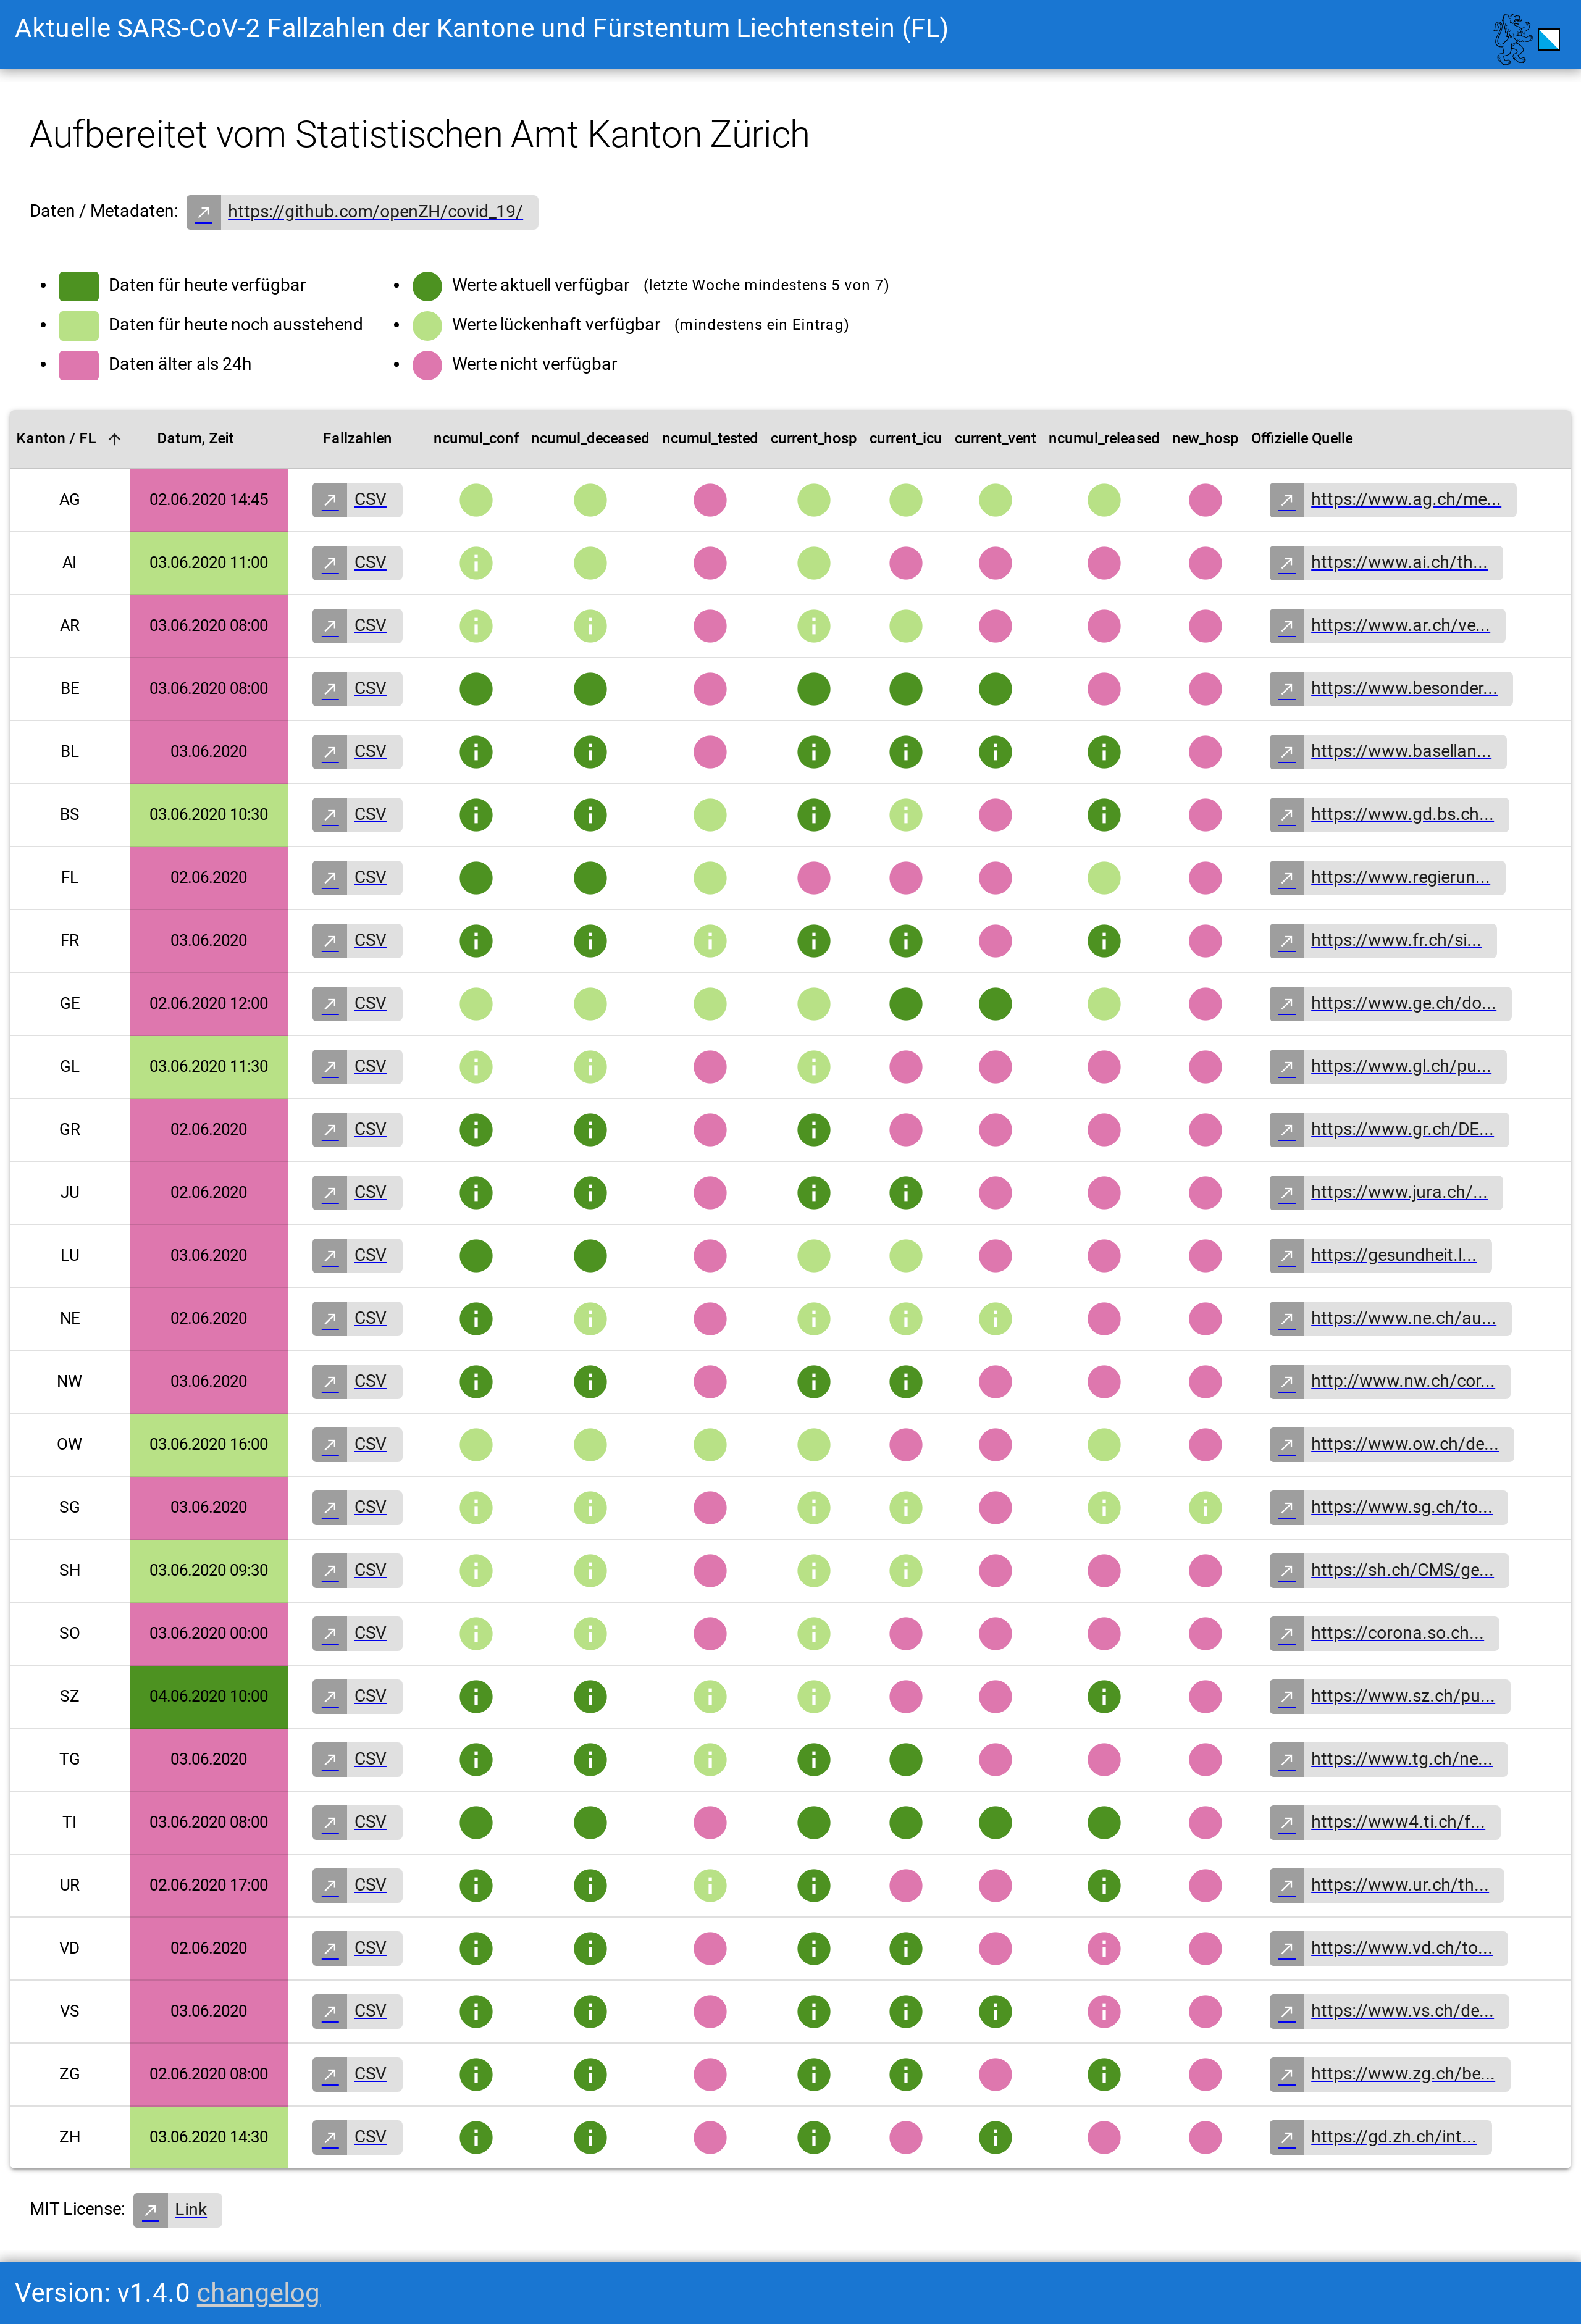 Aktuelle SARS-CoV-2 Fallzahlen der Kantone und Fürstentum Liechtenstein (FL)
Aufbereitet vom Statistischen Amt Kanton Zürich
Daten / Metadaten: https://github.com/openZH/covid_19/
Daten für heute verfügbar
Daten für heute noch ausstehend
Daten älter als 24h
Werte aktuell verfügbar (letzte Woche mindestens 5 von 7)
Werte lückenhaft verfügbar (mindestens ein Eintrag)
Werte nicht verfügbar
Kanton / FL Datum, Zeit Fallzahlen ncumul_conf ncumul_deceased ncumul_tested current_hosp current_icu current_vent ncumul_released new_hosp Offizielle Quelle
AG 02.06.2020 14:45 CSV https://www.ag.ch/me...
AI 03.06.2020 11:00 CSV https://www.ai.ch/th...
AR 03.06.2020 08:00 CSV https://www.ar.ch/ve...
BE 03.06.2020 08:00 CSV https://www.besonder...
BL 03.06.2020 CSV https://www.basellan...
BS 03.06.2020 10:30 CSV https://www.gd.bs.ch...
FL 02.06.2020 CSV https://www.regierun...
FR 03.06.2020 CSV https://www.fr.ch/si...
GE 02.06.2020 12:00 CSV https://www.ge.ch/do...
GL 03.06.2020 11:30 CSV https://www.gl.ch/pu...
GR 02.06.2020 CSV https://www.gr.ch/DE...
JU 02.06.2020 CSV https://www.jura.ch/...
LU 03.06.2020 CSV https://gesundheit.l...
NE 02.06.2020 CSV https://www.ne.ch/au...
NW 03.06.2020 CSV http://www.nw.ch/cor...
OW 03.06.2020 16:00 CSV https://www.ow.ch/de...
SG 03.06.2020 CSV https://www.sg.ch/to...
SH 03.06.2020 09:30 CSV https://sh.ch/CMS/ge...
SO 03.06.2020 00:00 CSV https://corona.so.ch...
SZ 04.06.2020 10:00 CSV https://www.sz.ch/pu...
TG 03.06.2020 CSV https://www.tg.ch/ne...
TI 03.06.2020 08:00 CSV https://www4.ti.ch/f...
UR 02.06.2020 17:00 CSV https://www.ur.ch/th...
VD 02.06.2020 CSV https://www.vd.ch/to...
VS 03.06.2020 CSV https://www.vs.ch/de...
ZG 02.06.2020 08:00 CSV https://www.zg.ch/be...
ZH 03.06.2020 14:30 CSV https://gd.zh.ch/int...
MIT License: Link
Version: v1.4.0 changelog